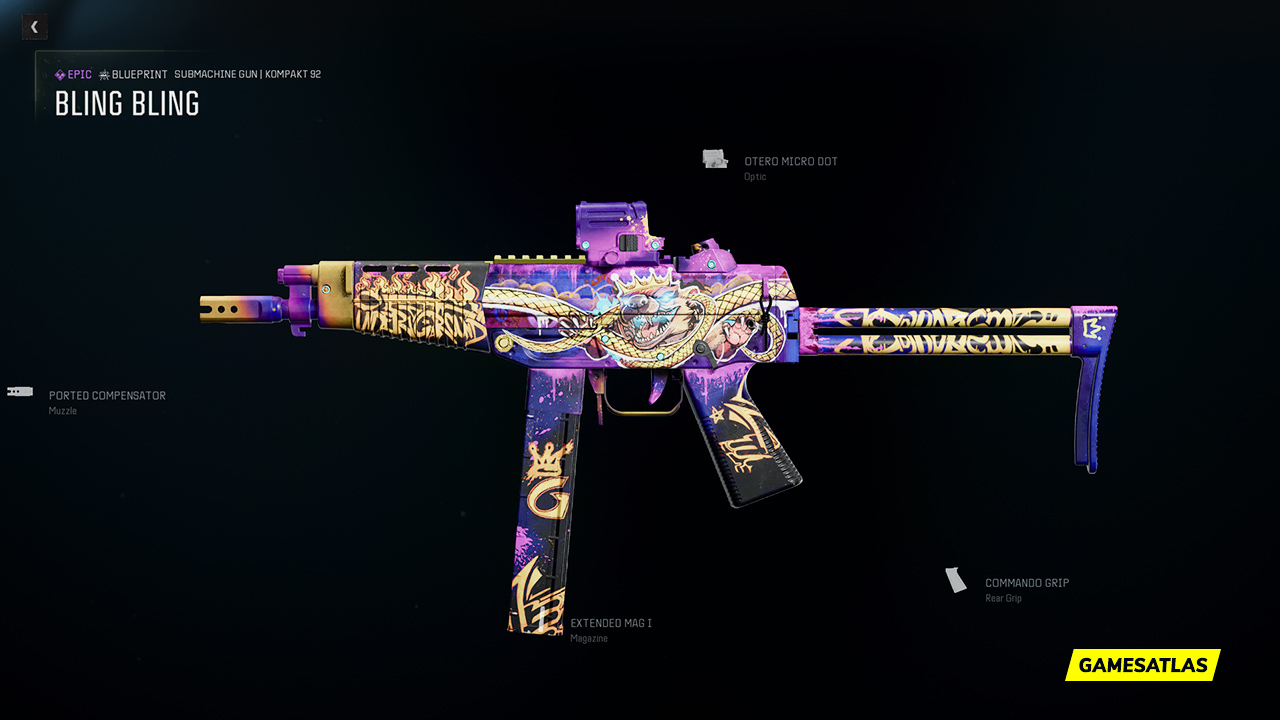 EPIC BLUEPRINT SUBMACHINE GUN | KOMPAKT 92
BLING BLING
OTERO MICRO DOT
Optic
PORTED COMPENSATOR
Muzzle
G
COMMANDO GRIP
Rear Grip
EXTENDED MAG I
Magazine
GAMESATLAS